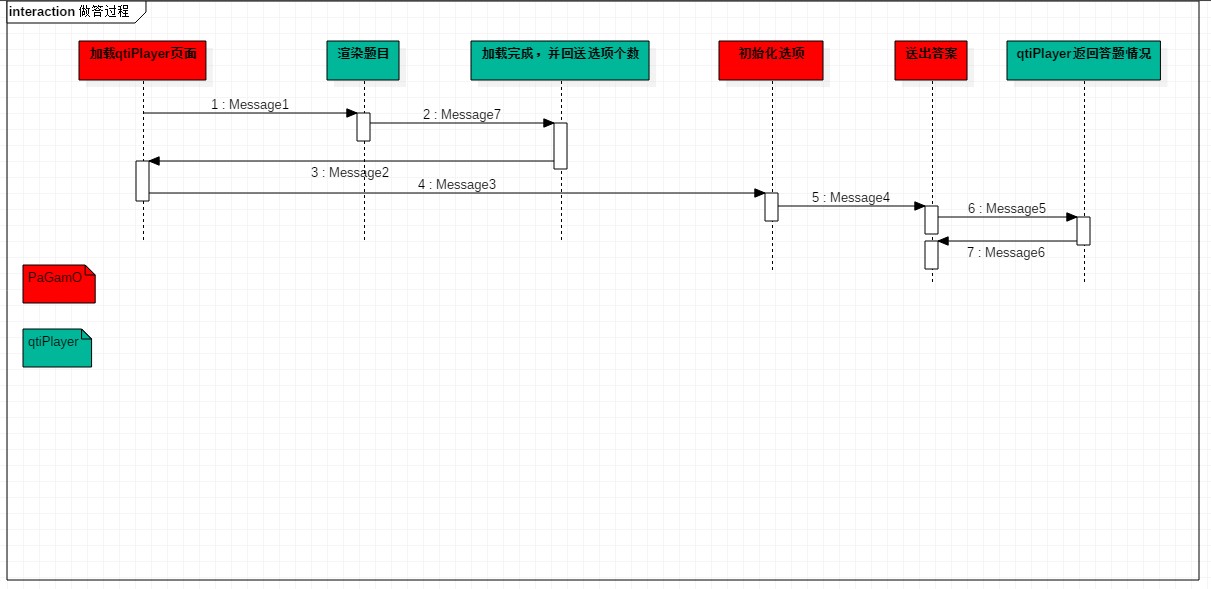 interaction 做答过程
加载qtiPlayer页面
渲染题目
加载完成，并回送选项个数
初始化选项
送出答案
qtiPlayer返回答题情况
1 : Message1
2 : Message7
3 : Message2
4 : Message3
5 : Message4
6 : Message5
7 : Message6
PaGamO
qtiPlayer